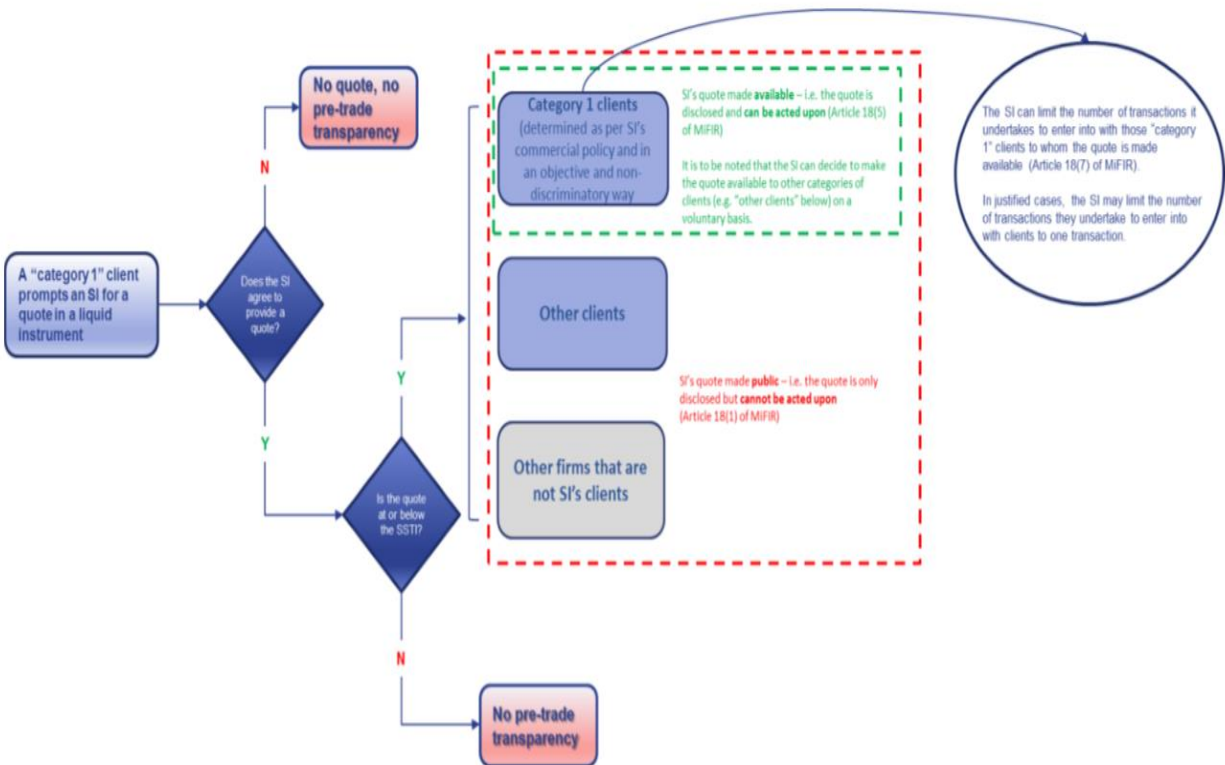 No quote, no
pre-trade
transparency
N
A “category 1” client
prompts an SI for a
quote in a liquid
instrument
Does the SI
agree to
provide a
quote?
Y
Y
Is the quote
at or below
the SSTI?
N
No pre-trade
transparency
Category 1 clients
(determined as per SI's
commercial policy and in
an objective and non-
discriminatory way
SI's quote made available – i.e. the quote is
disclosed and can be acted upon (Article 18(5)
of MiFIR)
It is to be noted that the SI can decide to make
the quote available to other categories of
clients (e.g. “other clients” below) on a
voluntary basis.
Other clients
SI's quote made public – i.e. the quote is only
disclosed but cannot be acted upon
(Article 18(1) of MiFIR)
Other firms that are
not SI's clients
The SI can limit the number of transactions it
undertakes to enter into with those “category
1” clients to whom the quote is made
available (Article 18(7) of MiFIR).
In justified cases, the SI may limit the number
of transactions they undertake to enter into
with clients to one transaction.